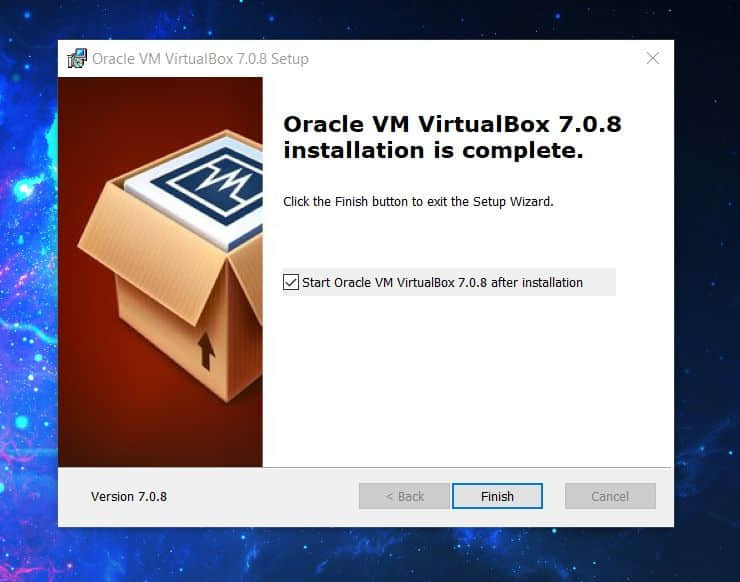 Oracle VM VirtualBox 7.0.8 Setup
Oracle VM VirtualBox 7.0.8
installation is complete.
Click the Finish button to exit the Setup Wizard.
Start Oracle VM VirtualBox 7.0.8 after installation
Version 7.0.8
< Back
Finish
Cancel